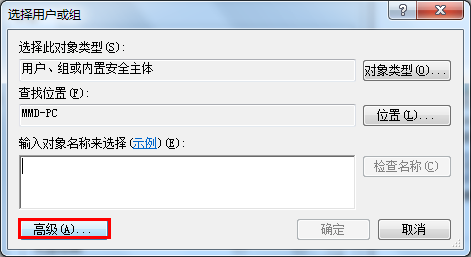 选择用户或组
选择此对象类型(S):
用户、组或内置安全主体
对象类型(O)...
查找位置(F):
MMD-PC
位置(L)...
输入对象名称来选择(示例)(E):
检查名称(C)
高级(A)...
确定
取消